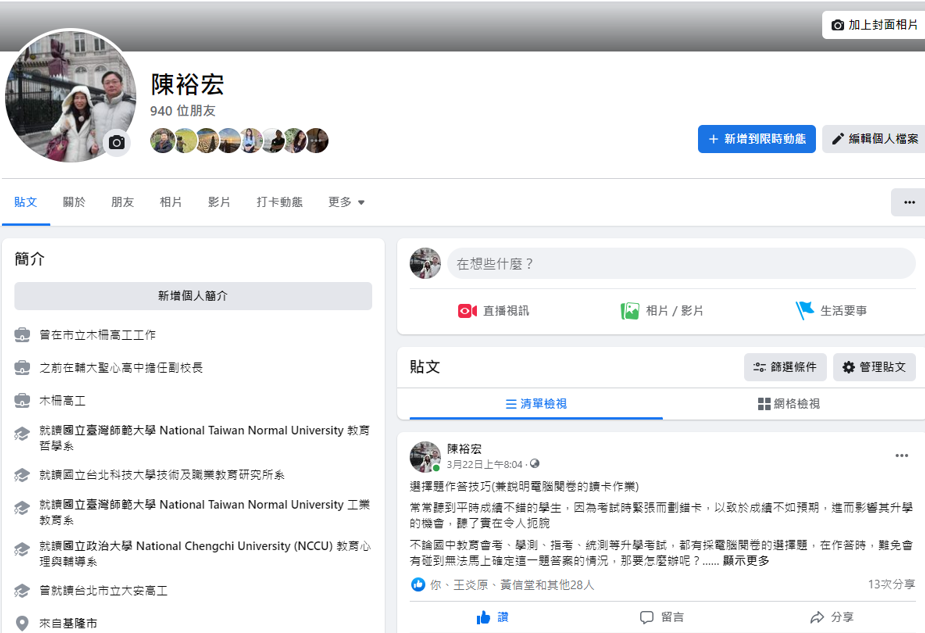 加上封面相片
陳裕宏
940 位朋友
新增到限時動態
編輯個人檔案
貼文 關於 朋友 相片 影片 打卡動態 更多
簡介
新增個人簡介
曾在市立木柵高工工作
之前在輔大聖心高中擔任副校長
木柵高工
就讀國立臺灣師範大學 National Taiwan Normal University 教育
哲學系
就讀國立台北科技大學技術及職業教育研究所系
就讀國立臺灣師範大學 National Taiwan Normal University 工業
教育系
就讀國立政治大學 National Chengchi University (NCCU) 教育心
理與輔導系
曾就讀台北市立大安高工
來自基隆市
在想些什麼？
直播視訊 相片 / 影片 生活要事
貼文
篩選條件 管理貼文
清單檢視 網格檢視
陳裕宏
3月22日上午8:04 ·
選擇題作答技巧(兼說明電腦閱卷的讀卡作業)
常常聽到平時成績不錯的學生，因為考試時緊張而劃錯卡，以致於成績不如預期，進而影響其升學
的機會，聽了實在令人扼腕
不論國中教育會考、學測、指考、統測等升學考試，都有採電腦閱卷的選擇題，在作答時，難免會
有碰到無法馬上確定這一題答案的情況，那要怎麼辦呢？...... 顯示更多
你、王炎原、黃信堂和其他28人
13次分享
讚 留言 分享